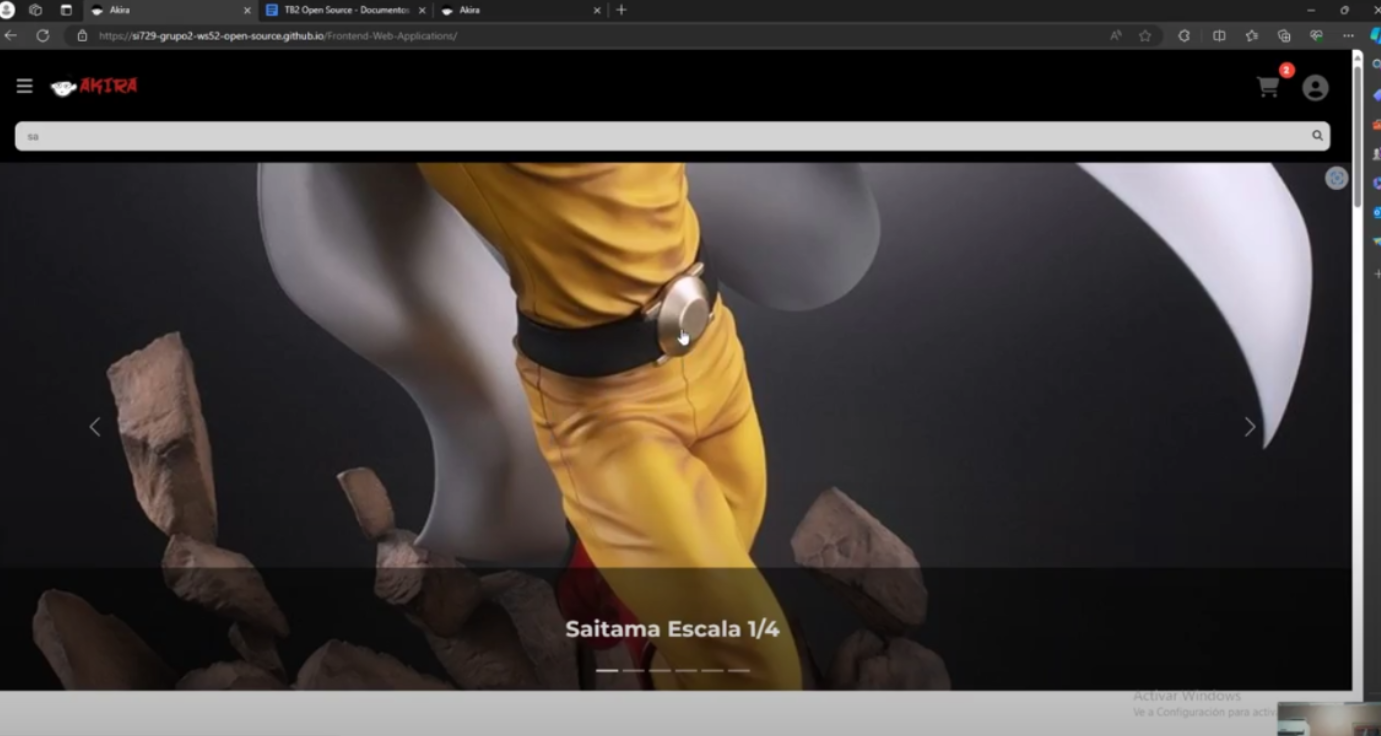 Akira
TB2 Open Source - Documentos
Akira
https://si729-grupo2-ws52-open-source.github.io/Frontend-Web-Applications/
AKIRA
2
sa
Saitama Escala 1/4
Activar Windows
Ve a Configuración para activ